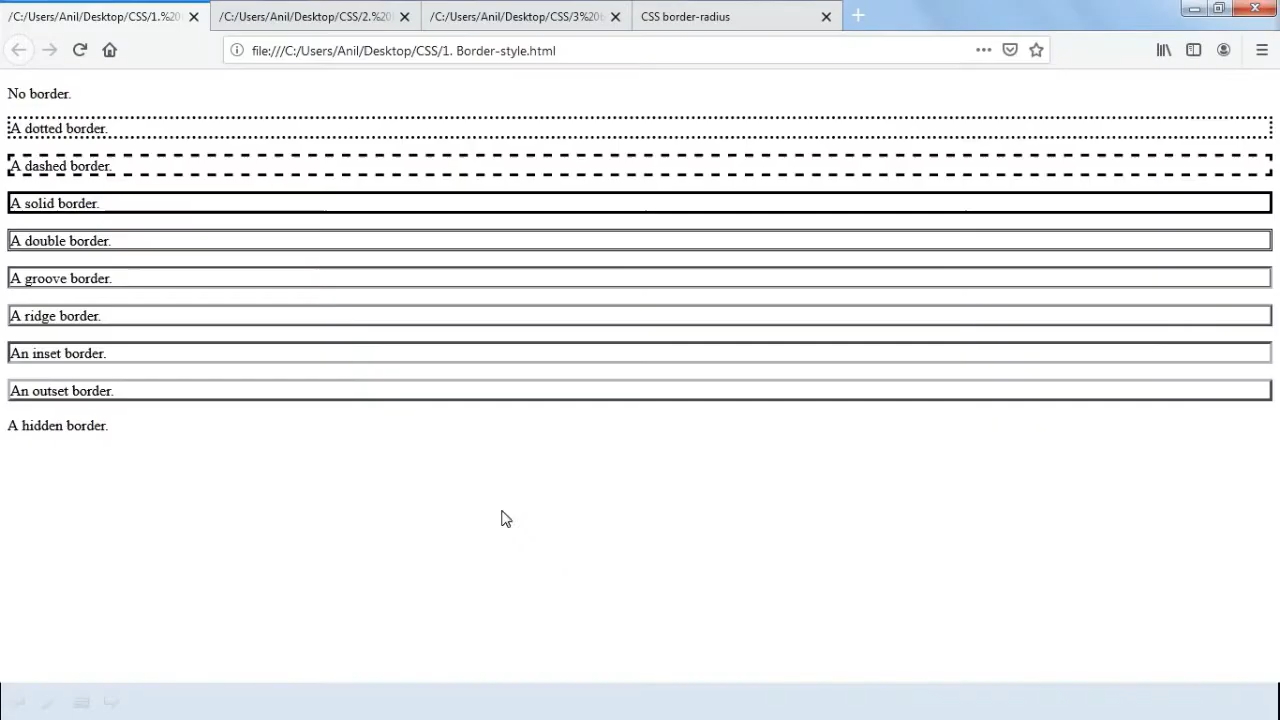 /C:/Users/Anil/Desktop/CSS/1.%20
/C:/Users/Anil/Desktop/CSS/2.%20
/C:/Users/Anil/Desktop/CSS/3%20
CSS border-radius
file:///C:/Users/Anil/Desktop/CSS/1. Border-style.html
No border.
A dotted border.
A dashed border.
A solid border.
A double border.
A groove border.
A ridge border.
An inset border.
An outset border.
A hidden border.